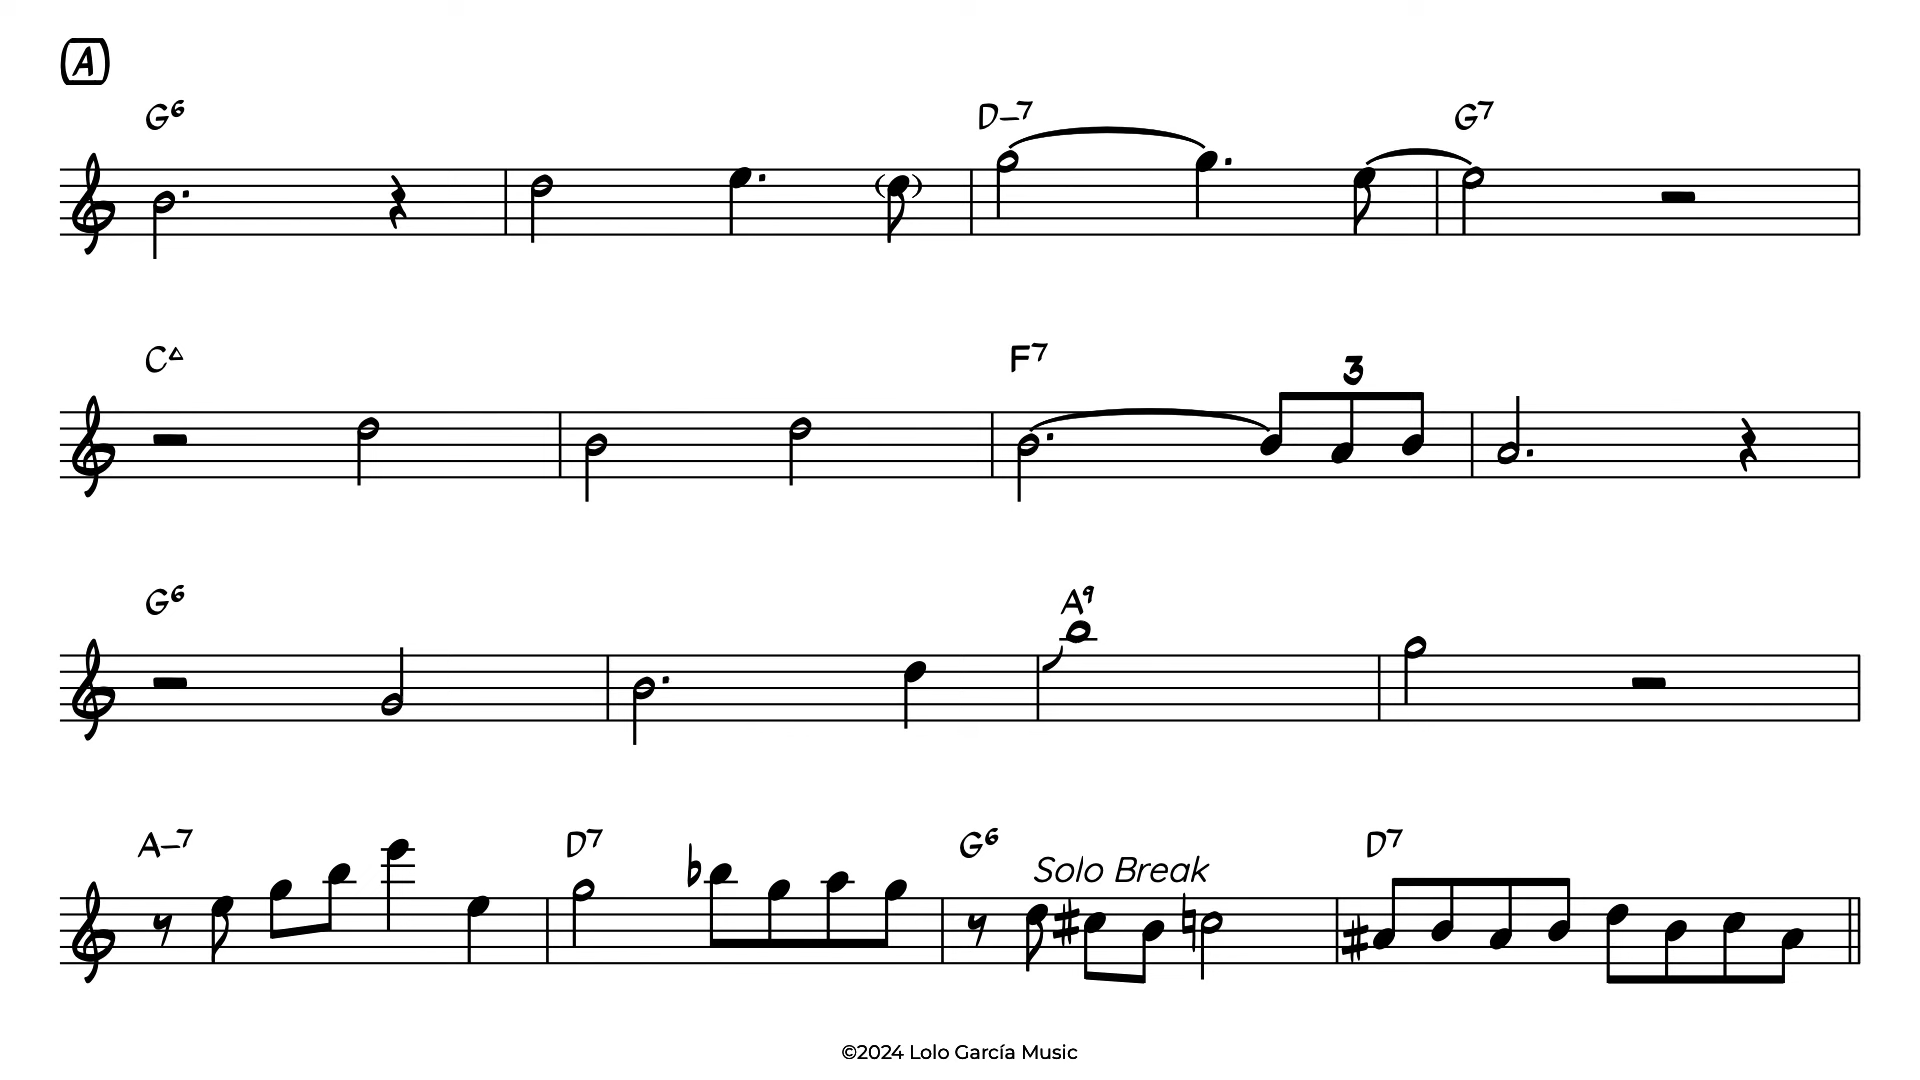 A
G6 D–7 G7
C△ F7
3
G6 A9
A–7 D7 G6 D7
Solo Break
©2024 Lolo García Music